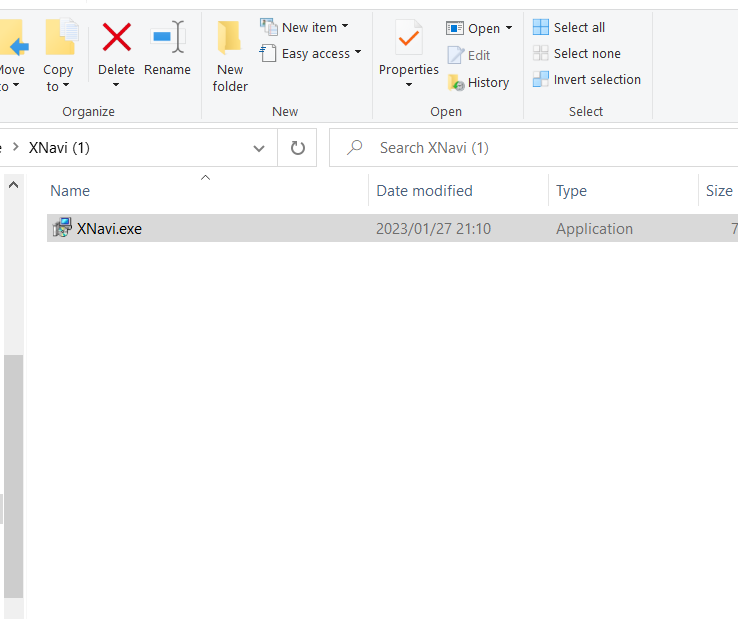 Move to
Copy to
Delete
Rename
New folder
New item
Easy access
Properties
Open
Edit
History
Select all
Select none
Invert selection
Organize
New
Open
Select
XNavi (1)
Search XNavi (1)
Name
Date modified
Type
Size
XNavi.exe
2023/01/27 21:10
Application
7